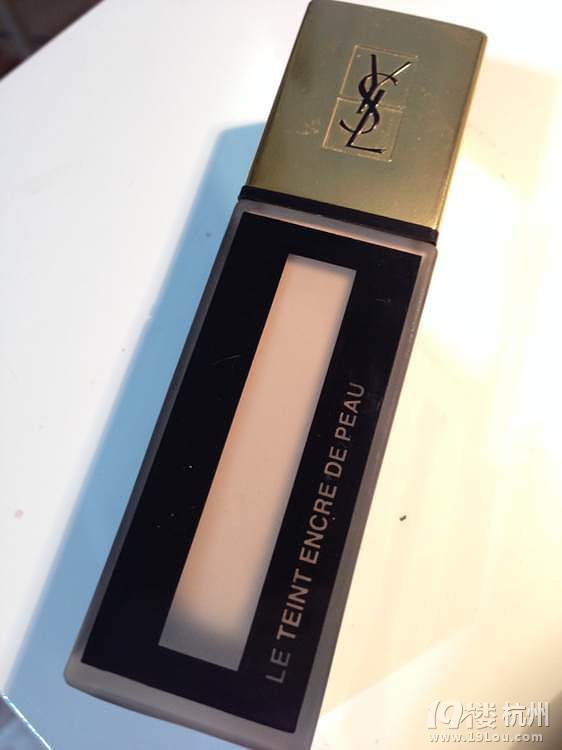 YSL
LE TEINT ENCRE DE PEAU
19楼 杭州
www.19lou.com